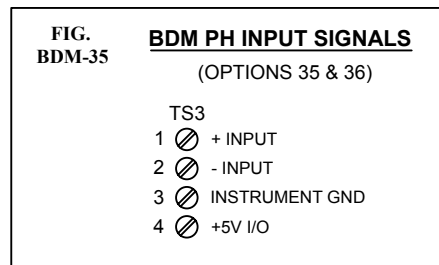 FIG.
BDM-35
BDM PH INPUT SIGNALS
(OPTIONS 35 & 36)
TS3
1 + INPUT
2 - INPUT
3 INSTRUMENT GND
4 +5V I/O